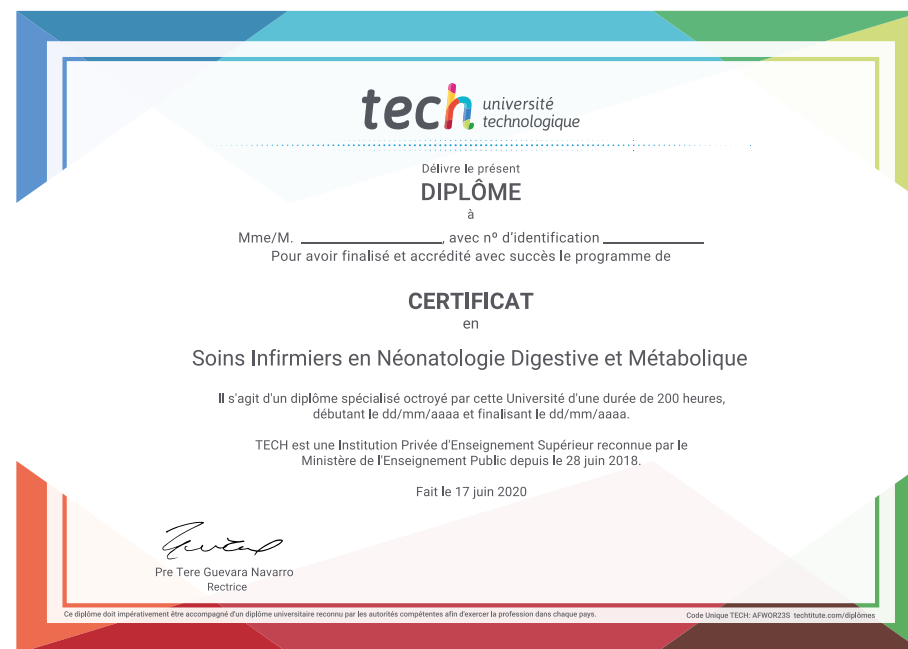 tech université
technologique
Délivre le présent
DIPLÔME
à
Mme/M. ____________, avec nº d'identification ____________
Pour avoir finalisé et accrédité avec succès le programme de
CERTIFICAT
en
Soins Infirmiers en Néonatologie Digestive et Métabolique
Il s'agit d'un diplôme spécialisé octroyé par cette Université d'une durée de 200 heures,
débutant le dd/mm/aaaa et finalisant le dd/mm/aaaa.
TECH est une Institution Privée d'Enseignement Supérieur reconnue par le
Ministère de l'Enseignement Public depuis le 28 juin 2018.
Fait le 17 juin 2020
Pre Tere Guevara Navarro
Rectrice
Ce diplôme doit impérativement être accompagné d'un diplôme universitaire reconnu par les autorités compétentes afin d'exercer la profession dans chaque pays.
Code Unique TECH: AFWOR23S techtitute.com/diplômes